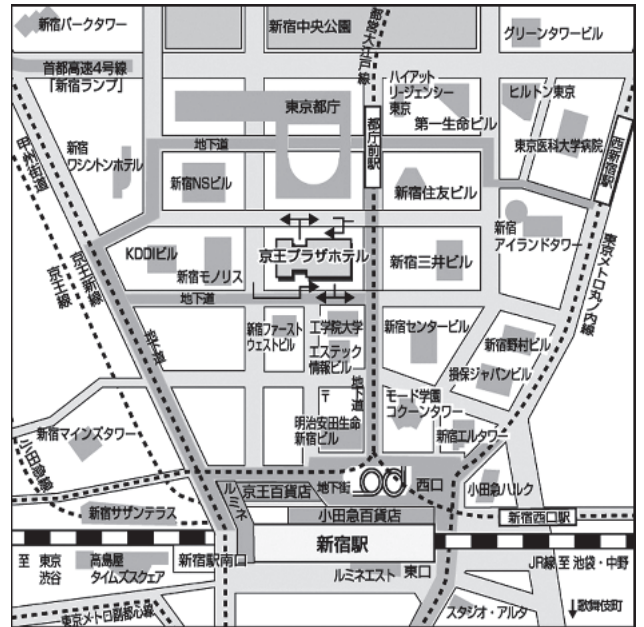 新宿パークタワー
新宿中央公園
都営大江戸線
グリーンタワービル
首都高速4号線
「新宿ランプ」
ハイアット
リージェンシー
東京
ヒルトン東京
東京都庁
第一生命ビル
都庁前駅
東京医科大学病院
西新宿駅
地下道
新宿
ワシントンホテル
甲州街道
新宿NSビル
新宿住友ビル
新宿
アイランドタワー
KDDIビル
京王プラザホテル
新宿三井ビル
新宿モノリス
京王新線
京王線
地下道
東京メトロ丸ノ内線
新宿ファースト
ウェストビル
工学院大学
新宿センタービル
地下道
エステック
情報ビル
新宿野村ビル
損保ジャパンビル
地下道
〒
モード学園
コクーンタワー
明治安田生命
新宿ビル
新宿エルタワー
新宿マインズタワー
小田急線
ルミネ
京王百貨店
地下街
西口
小田急ハルク
新宿サザンテラス
小田急百貨店
新宿西口駅
新宿駅
至 東京
渋谷
高島屋
タイムズスクェア
新宿駅南口
ルミネエスト
東口
JR線 至 池袋・中野
東京メトロ副都心線
スタジオ・アルタ
↓歌舞伎町